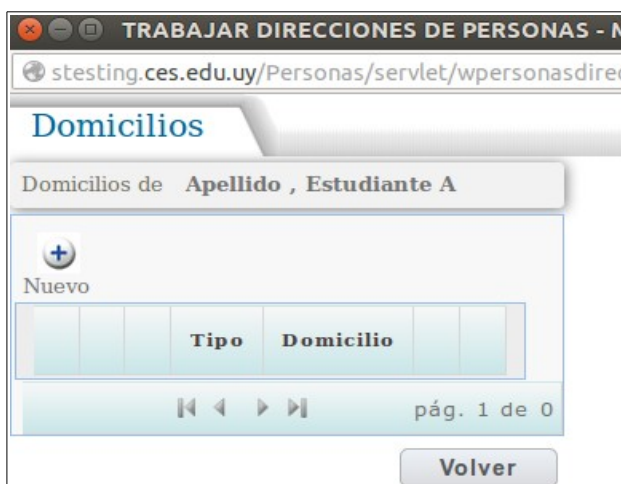 TRABAJAR DIRECCIONES DE PERSONAS -
stesting.ces.edu.uy/Personas/servlet/wpersonasdirec
Domicilios
Domicilios de Apellido , Estudiante A
Nuevo
Tipo Domicilio
pág. 1 de 0
Volver